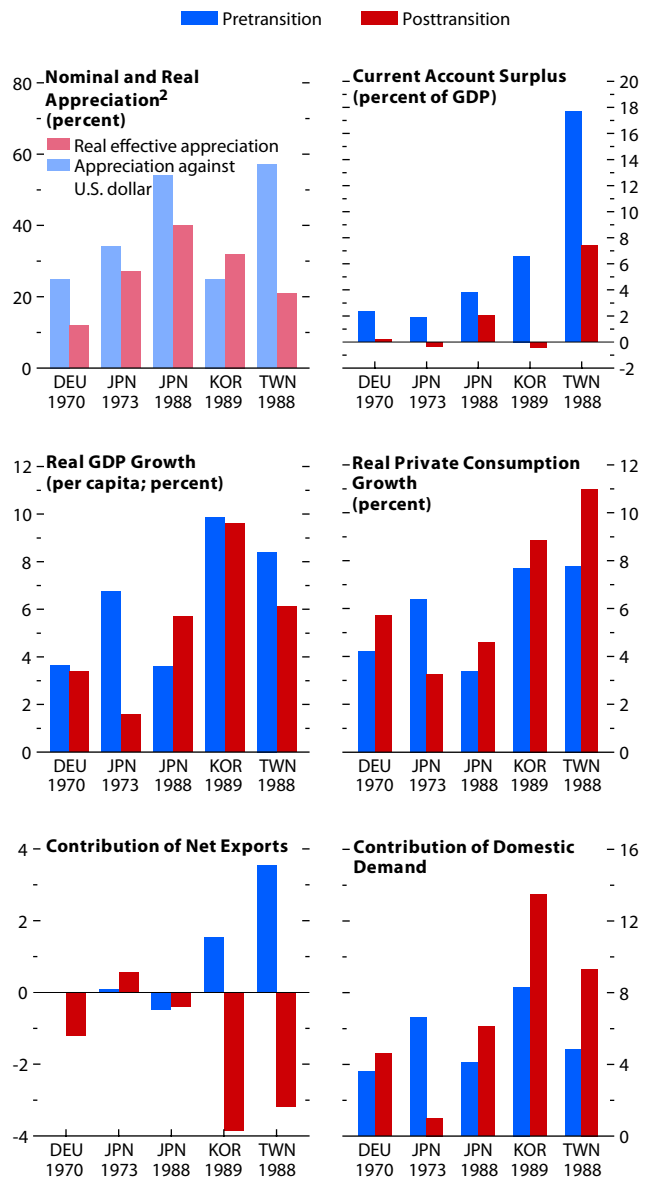 Pretransition
Posttransition
Nominal and Real
Appreciation2
(percent)
Real effective appreciation
Appreciation against
U.S. dollar
80
60
40
20
0
DEU JPN JPN KOR TWN
1970 1973 1988 1989 1988
Current Account Surplus
(percent of GDP)
20
18
16
14
12
10
8
6
4
2
0
-2
DEU JPN JPN KOR TWN
1970 1973 1988 1989 1988
Real GDP Growth
(per capita; percent)
12
10
8
6
4
2
0
DEU JPN JPN KOR TWN
1970 1973 1988 1989 1988
Real Private Consumption
Growth
(percent)
12
10
8
6
4
2
0
DEU JPN JPN KOR TWN
1970 1973 1988 1989 1988
Contribution of Net Exports
4
2
0
-2
-4
DEU JPN JPN KOR TWN
1970 1973 1988 1989 1988
Contribution of Domestic
Demand
16
12
8
4
0
DEU JPN JPN KOR TWN
1970 1973 1988 1989 1988